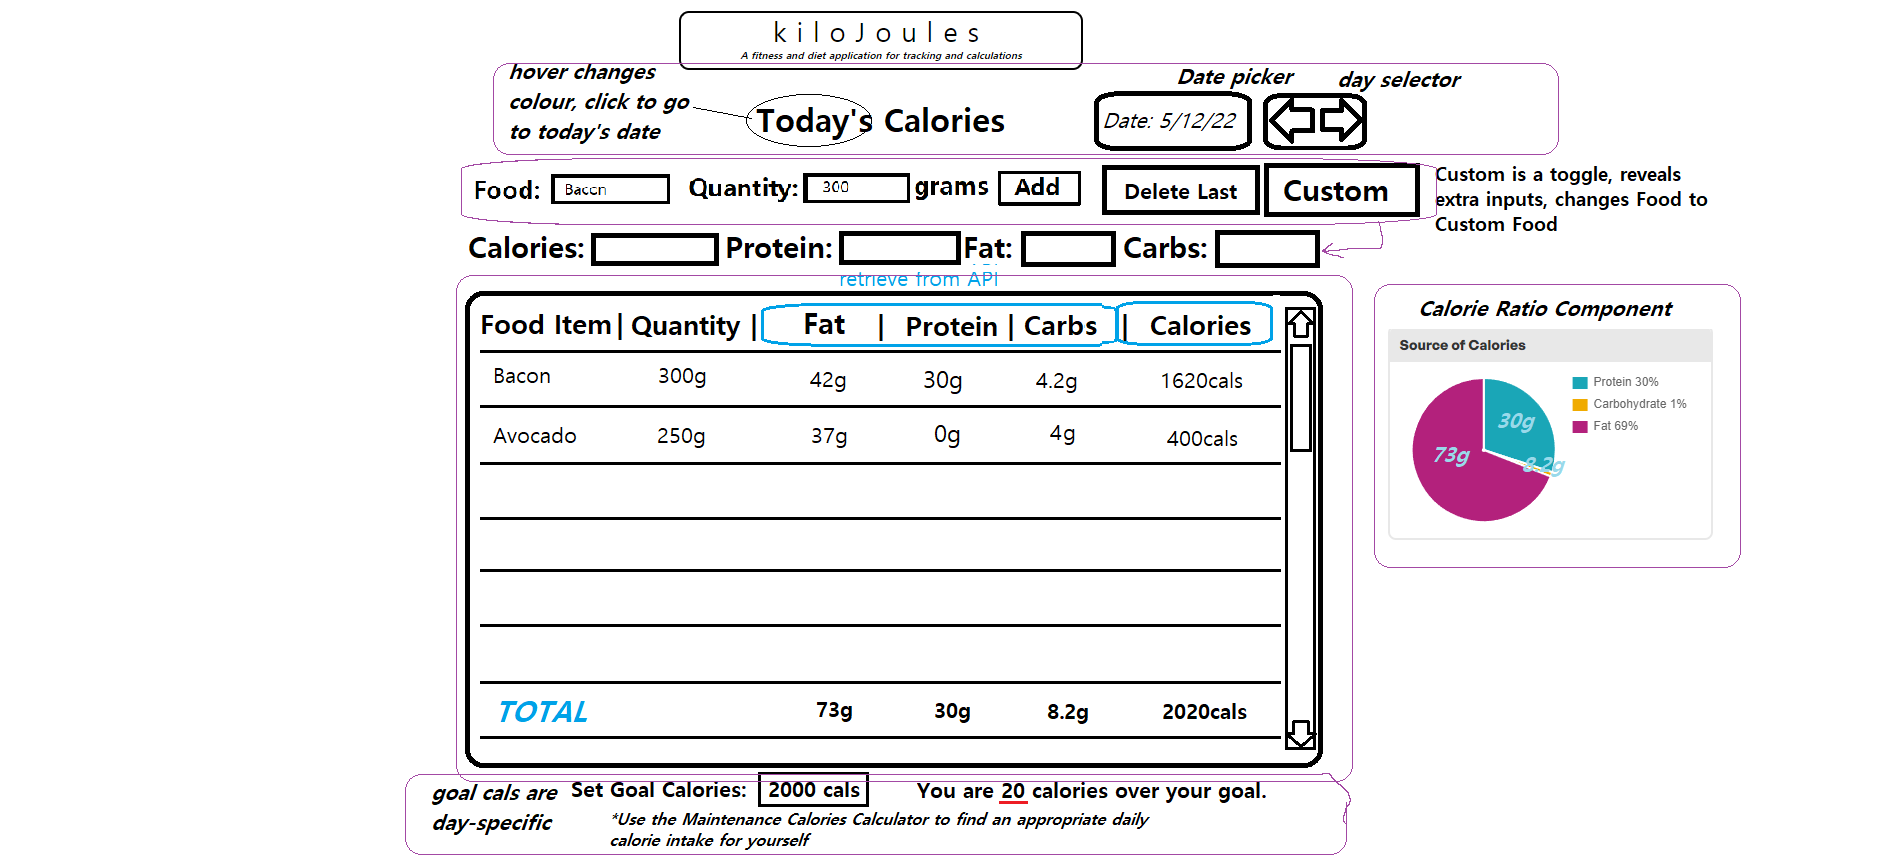 kiloJoules
A fitness and diet application for tracking and calculations
hover changes
colour, click to go
to today's date
Today's Calories
Date picker
day selector
Date: 5/12/22
Food:
Bacon
Quantity:
300
grams
Add
Delete Last
Custom
Custom is a toggle, reveals
extra inputs, changes Food to
Custom Food
Calories:
Protein:
Fat:
Carbs:
retrieve from API
Food Item | Quantity | Fat | Protein | Carbs | Calories
Bacon 300g 42g 30g 4.2g 1620cals
Avocado 250g 37g 0g 4g 400cals
TOTAL 73g 30g 8.2g 2020cals
Calorie Ratio Component
Source of Calories
Protein 30%
Carbohydrate 1%
Fat 69%
30g
73g
8.2g
goal cals are
day-specific
Set Goal Calories: 2000 cals
You are 20 calories over your goal.
*Use the Maintenance Calories Calculator to find an appropriate daily
calorie intake for yourself